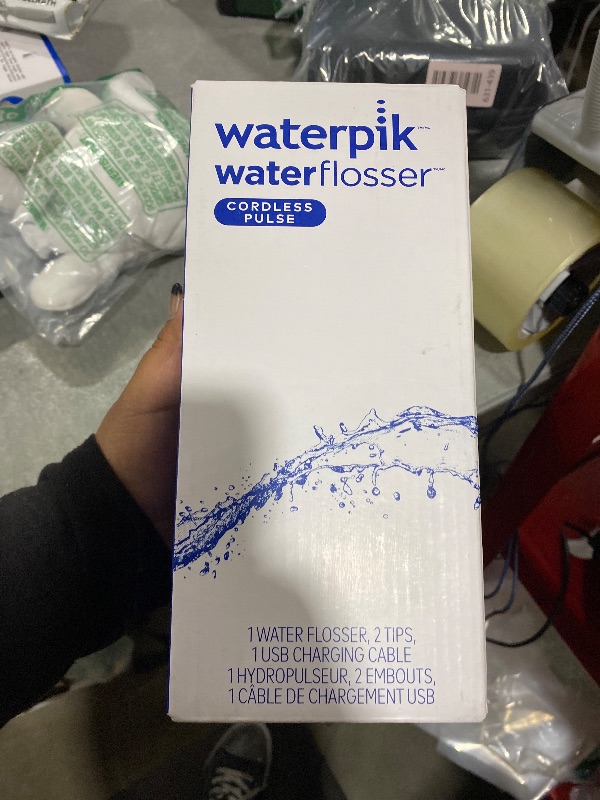 waterpik™
waterflosser™
CORDLESS
PULSE
1 WATER FLOSSER, 2 TIPS,
1 USB CHARGING CABLE
1 HYDROPULSEUR, 2 EMBOUTS,
1 CÂBLE DE CHARGEMENT USB